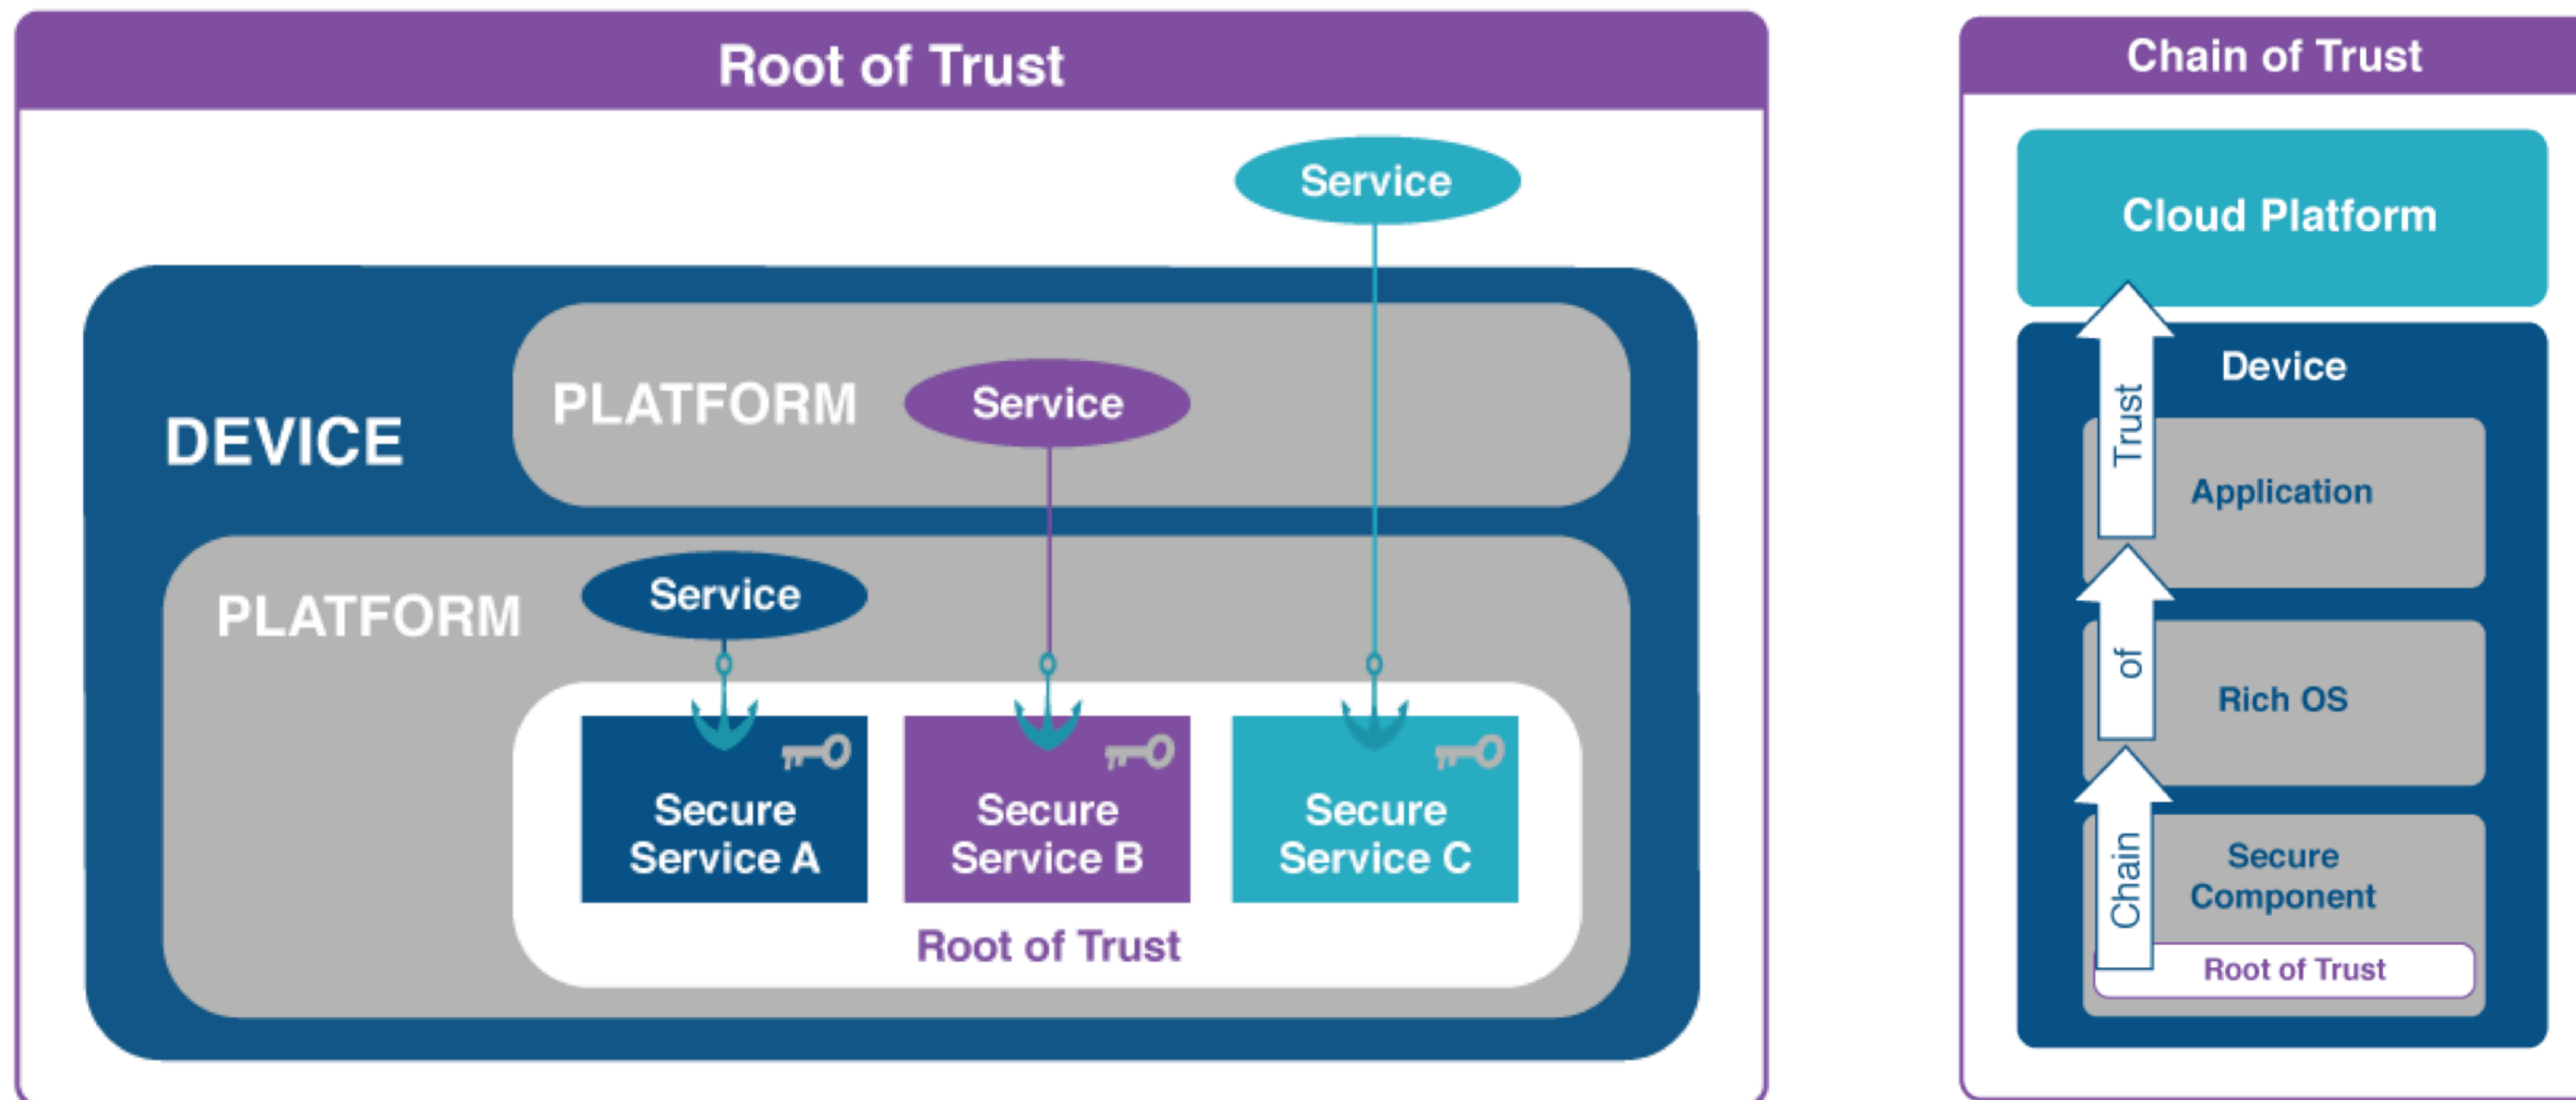 Root of Trust
Service
DEVICE
PLATFORM
Service
PLATFORM
Service
Secure
Service A
Secure
Service B
Secure
Service C
Root of Trust
Chain of Trust
Cloud Platform
Device
Application
Rich OS
Secure
Component
Root of Trust
Chain
of
Trust